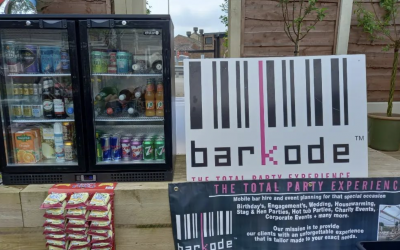 barkode
TM
THE TOTAL PARTY EXPERIENCE
THE TOTAL PARTY EXPERIENCE
Mobile bar hire and event planning for that special occasion
Birthday's, Engagement's, Wedding, Housewarming,
Stag & Hen Parties, Hot tub Parties, Charity Events,
Corporate Events + many more.
Our mission is to provide
our clients with an unforgettable experience
that is tailor made to your exact needs.
barkode